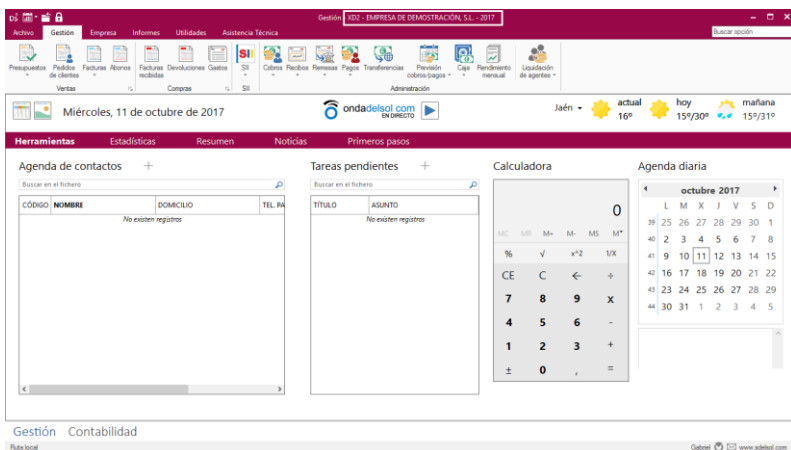 DS
Gestión XD2 - EMPRESA DE DEMOSTRACIÓN, S.L. - 2017
Archivo Gestión Empresa Informes Utilidades Asistencia Técnica
Buscar opción
Presupuestos Pedidos de clientes Facturas Abonos Facturas recibidas Devoluciones Gastos SII SII Cobros Recibos Remesas Pagos Transferencias Previsión cobros/pagos Caja Rendimiento mensual Liquidación de agentes
Ventas Compras SII Administración
Miércoles, 11 de octubre de 2017
ondadelsol com
EN DIRECTO
Jaén
actual
16º
hoy
15º/30º
mañana
15º/31º
Herramientas Estadísticas Resumen Noticias Primeros pasos
Agenda de contactos +
Buscar en el fichero
CÓDIGO NOMBRE DOMICILIO TEL. PA
No existen registros
Tareas pendientes +
Buscar en el fichero
TÍTULO ASUNTO
No existen registros
Calculadora
0
MC MR M+ M- MS M*
% √ x^2 1/X
CE C ← ÷
7 8 9 x
4 5 6 -
1 2 3 +
± 0 , =
Agenda diaria
octubre 2017
L M X J V S D
39 25 26 27 28 29 30 1
40 2 3 4 5 6 7 8
41 9 10 11 12 13 14 15
42 16 17 18 19 20 21 22
43 23 24 25 26 27 28 29
44 30 31 1 2 3 4 5
Gestión Contabilidad
Ruta local
Gabriel www.sdelsol.com